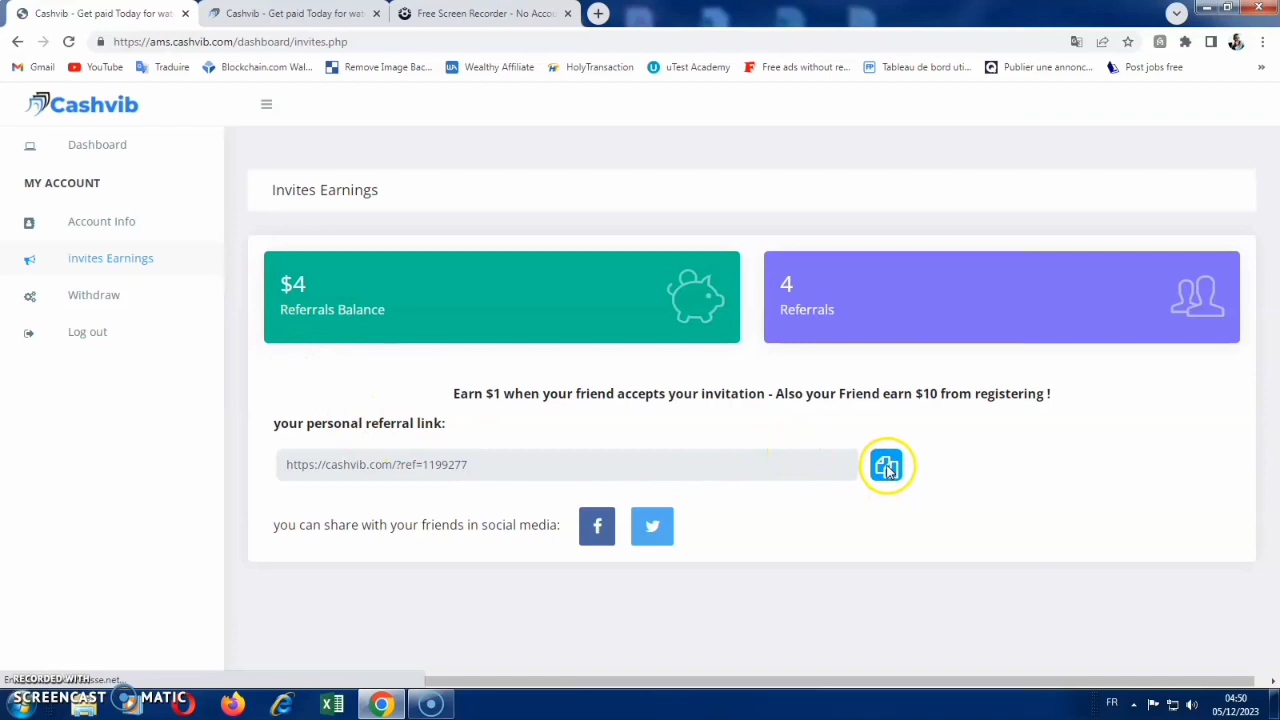 Cashvib - Get paid Today for wat
Cashvib - Get paid Today for wat
Free Screen Recorder - No Accou
https://ams.cashvib.com/dashboard/invites.php
Gmail
YouTube
Traduire
Blockchain.com Wal...
Remove Image Bac...
Wealthy Affiliate
HolyTransaction
uTest Academy
Free ads without re...
Tableau de bord uti...
Publier une annonc...
Post jobs free
Cashvib
Dashboard
MY ACCOUNT
Account Info
invites Earnings
Withdraw
Log out
Invites Earnings
$4
Referrals Balance
4
Referrals
Earn $1 when your friend accepts your invitation - Also your Friend earn $10 from registering !
your personal referral link:
https://cashvib.com/?ref=1199277
you can share with your friends in social media:
RECORDED WITH
SCREENCAST MATIC
FR
04:50
05/12/2023